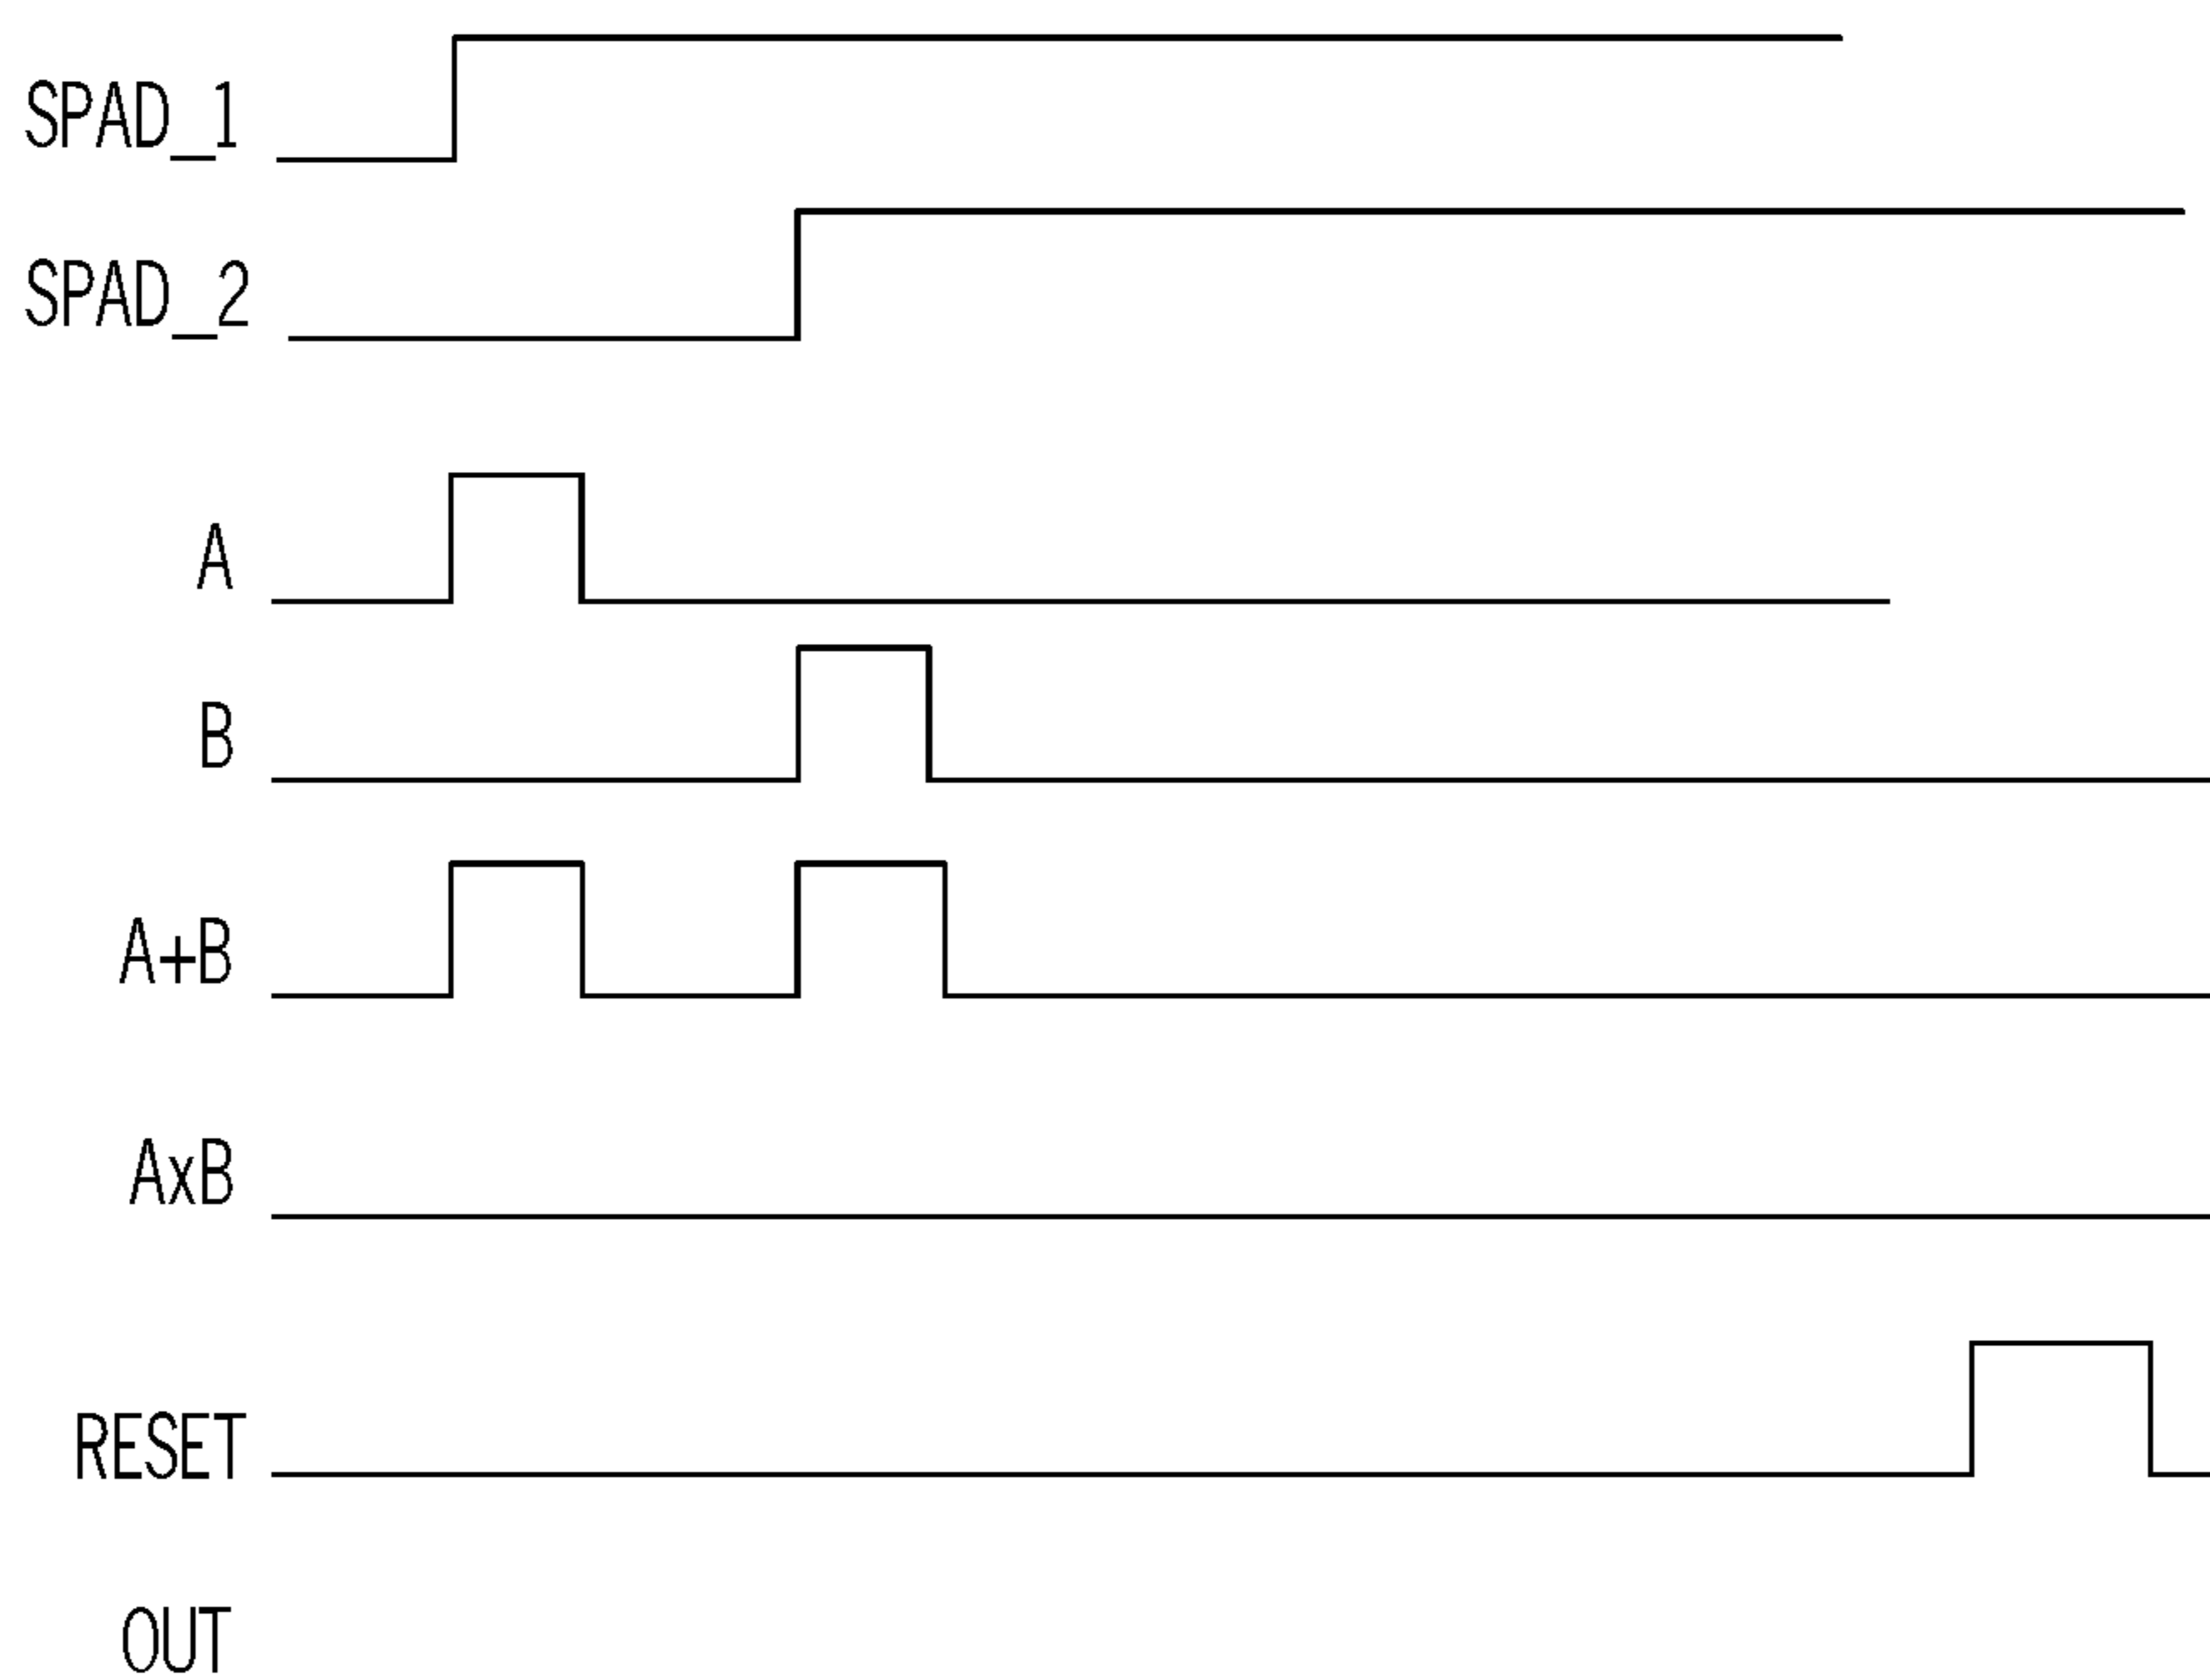 SPAD_1
SPAD_2
A
B
A+B
AxB
RESET
OUT